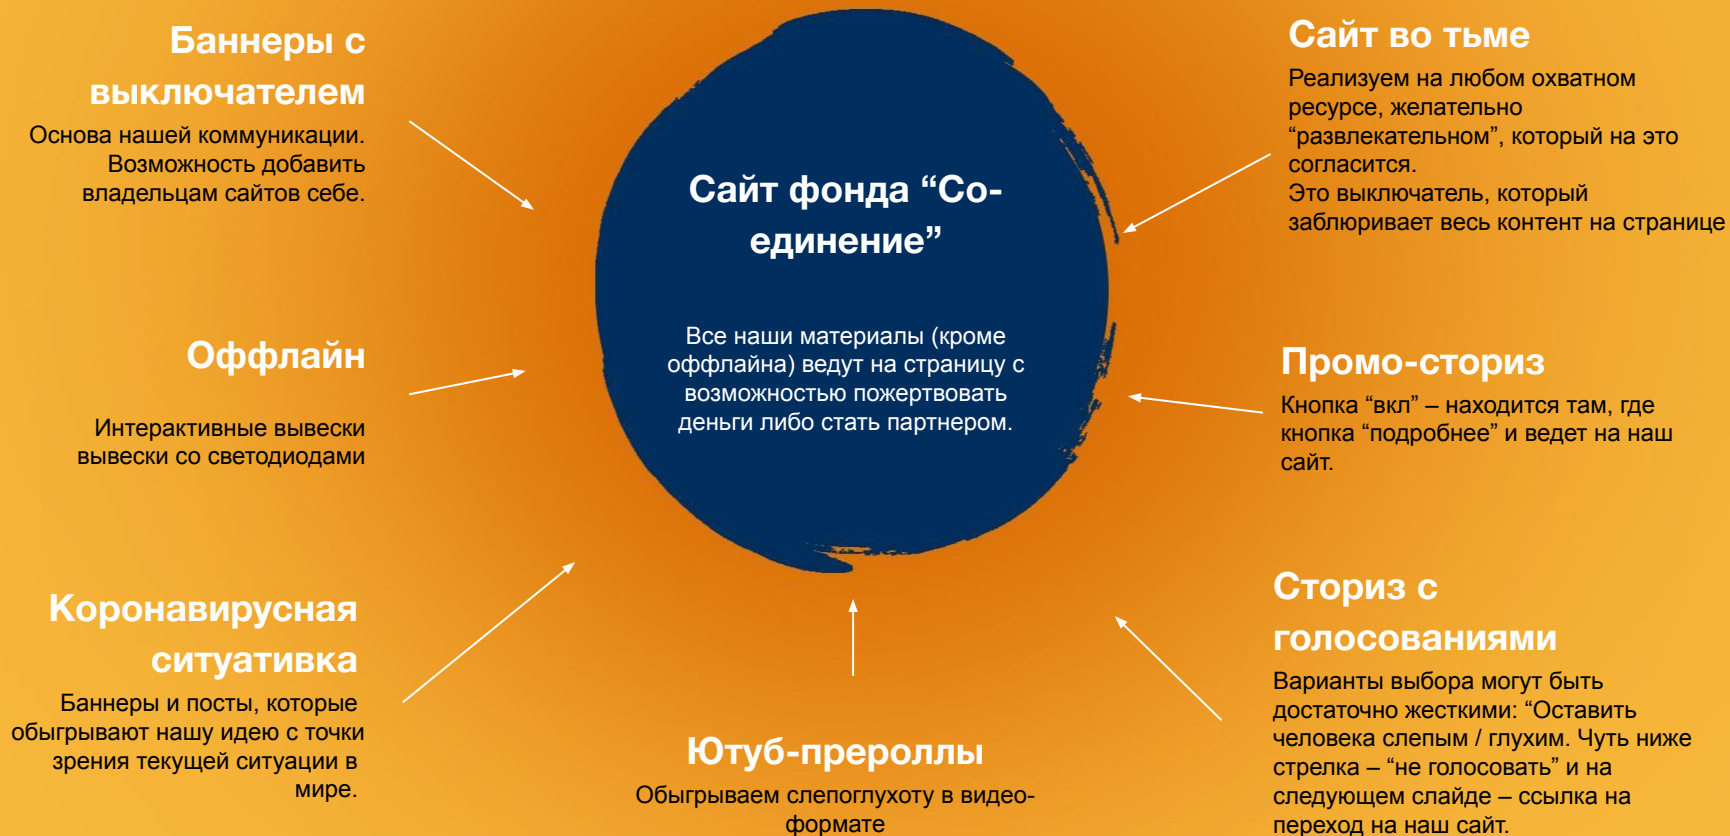 Баннеры с
выключателем
Основа нашей коммуникации.
Возможность добавить
владельцам сайтов себе.
Оффлайн
Интерактивные вывески
вывески со светодиодами
Коронавирусная
ситуативка
Баннеры и посты, которые
обыгрывают нашу идею с точки
зрения текущей ситуации в
мире.
Сайт фонда “Со-
единение”
Все наши материалы (кроме
оффлайна) ведут на страницу с
возможностью пожертвовать
деньги либо стать партнером.
Ютуб-прероллы
Обыгрываем слепоглухоту в видео-
формате
Сайт во тьме
Реализуем на любом охватном
ресурсе, желательно
“развлекательном”, который на это
согласится.
Это выключатель, который
заблюривает весь контент на странице
Промо-сториз
Кнопка “вкл” – находится там, где
кнопка “подробнее” и ведет на наш
сайт.
Сториз с
голосованиями
Варианты выбора могут быть
достаточно жесткими: “Оставить
человека слепым / глухим. Чуть ниже
стрелка – “не голосовать” и на
следующем слайде – ссылка на
переход на наш сайт.